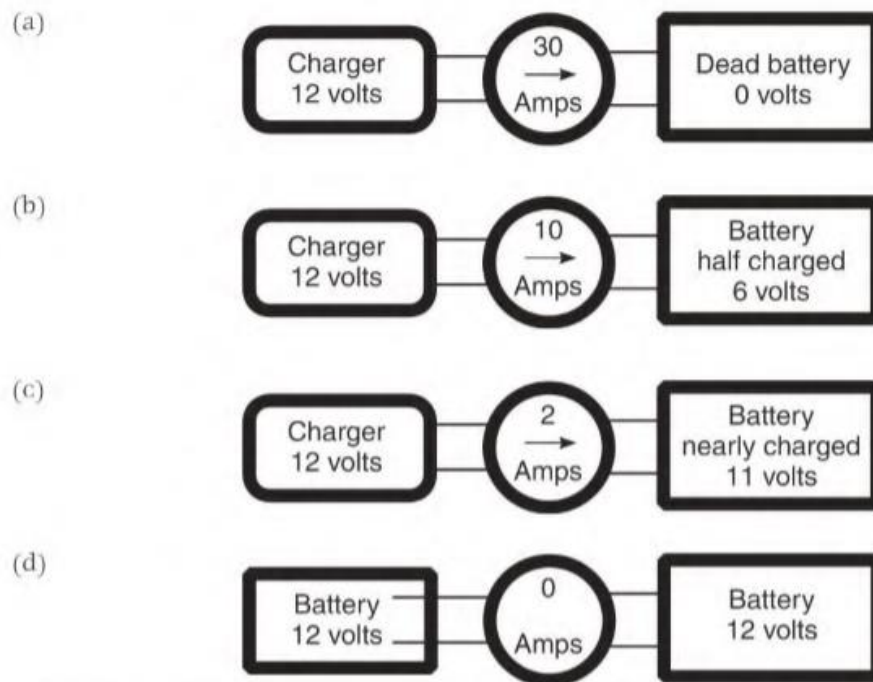 (a)
Charger
12 volts
30
Amps
Dead battery
0 volts
(b)
Charger
12 volts
10
Amps
Battery
half charged
6 volts
(c)
Charger
12 volts
2
Amps
Battery
nearly charged
11 volts
(d)
Battery
12 volts
0
Amps
Battery
12 volts